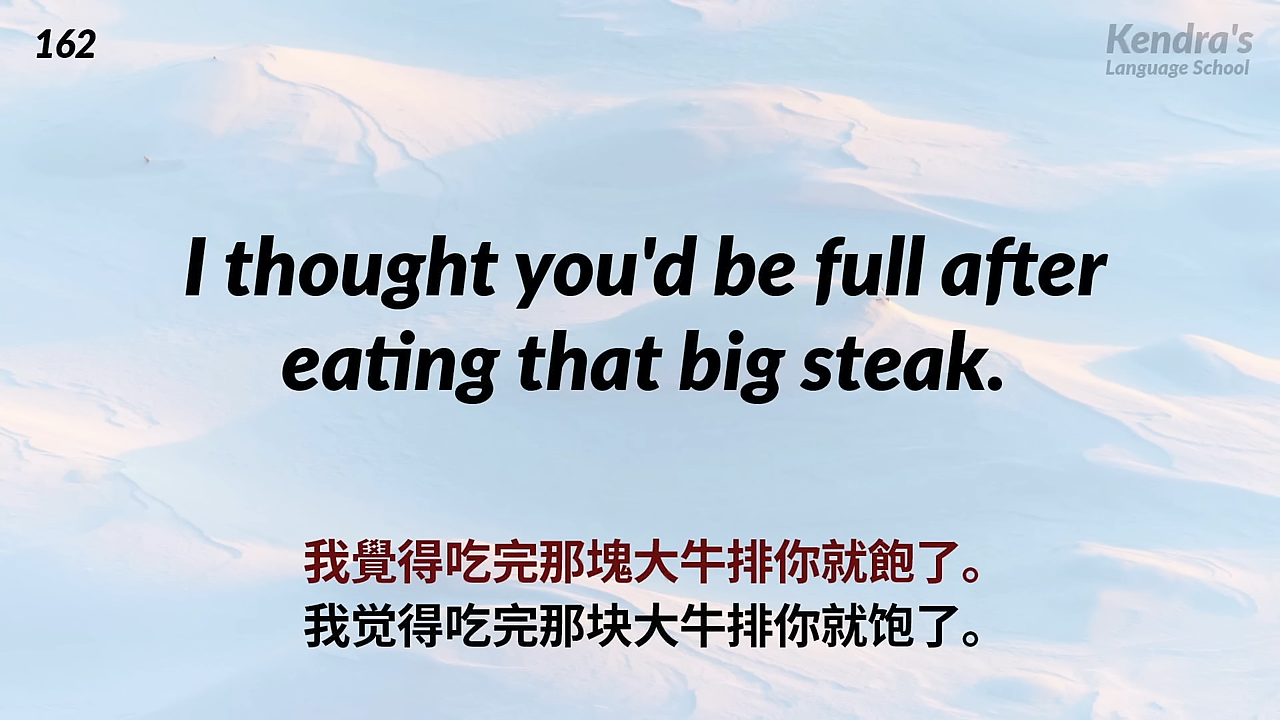 162
Kendra's
Language School
I thought you'd be full after
eating that big steak.
我覺得吃完那塊大牛排你就飽了。
我觉得吃完那块大牛排你就饱了。